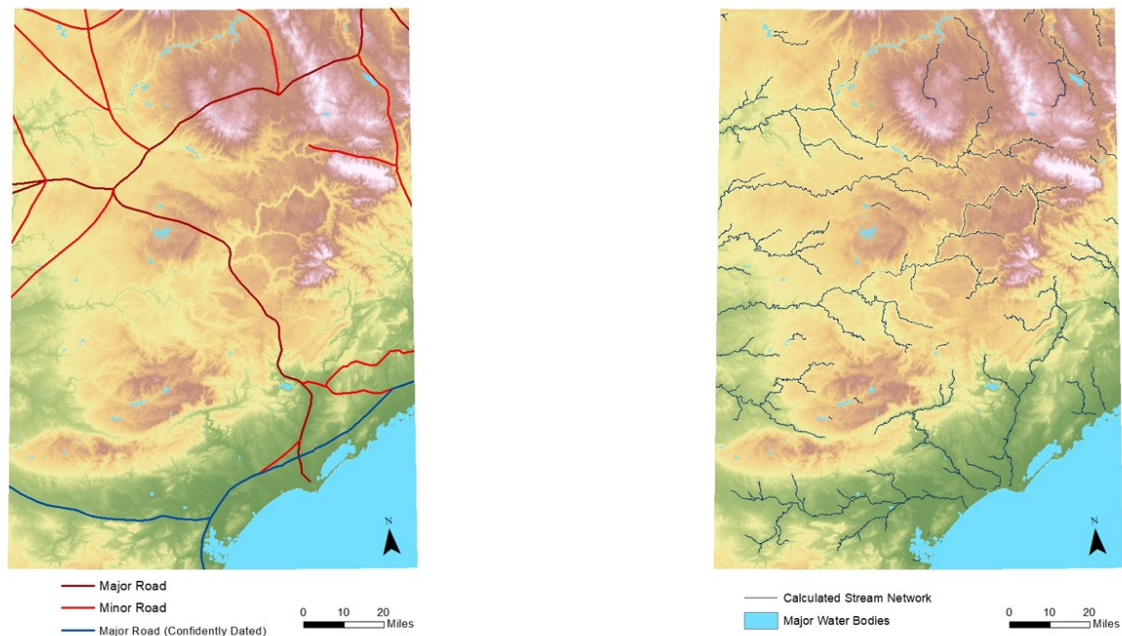 N
Major Road
Minor Road
Major Road (Confidently Dated)
0 10 20
Miles
N
Calculated Stream Network
Major Water Bodies
0 10 20
Miles